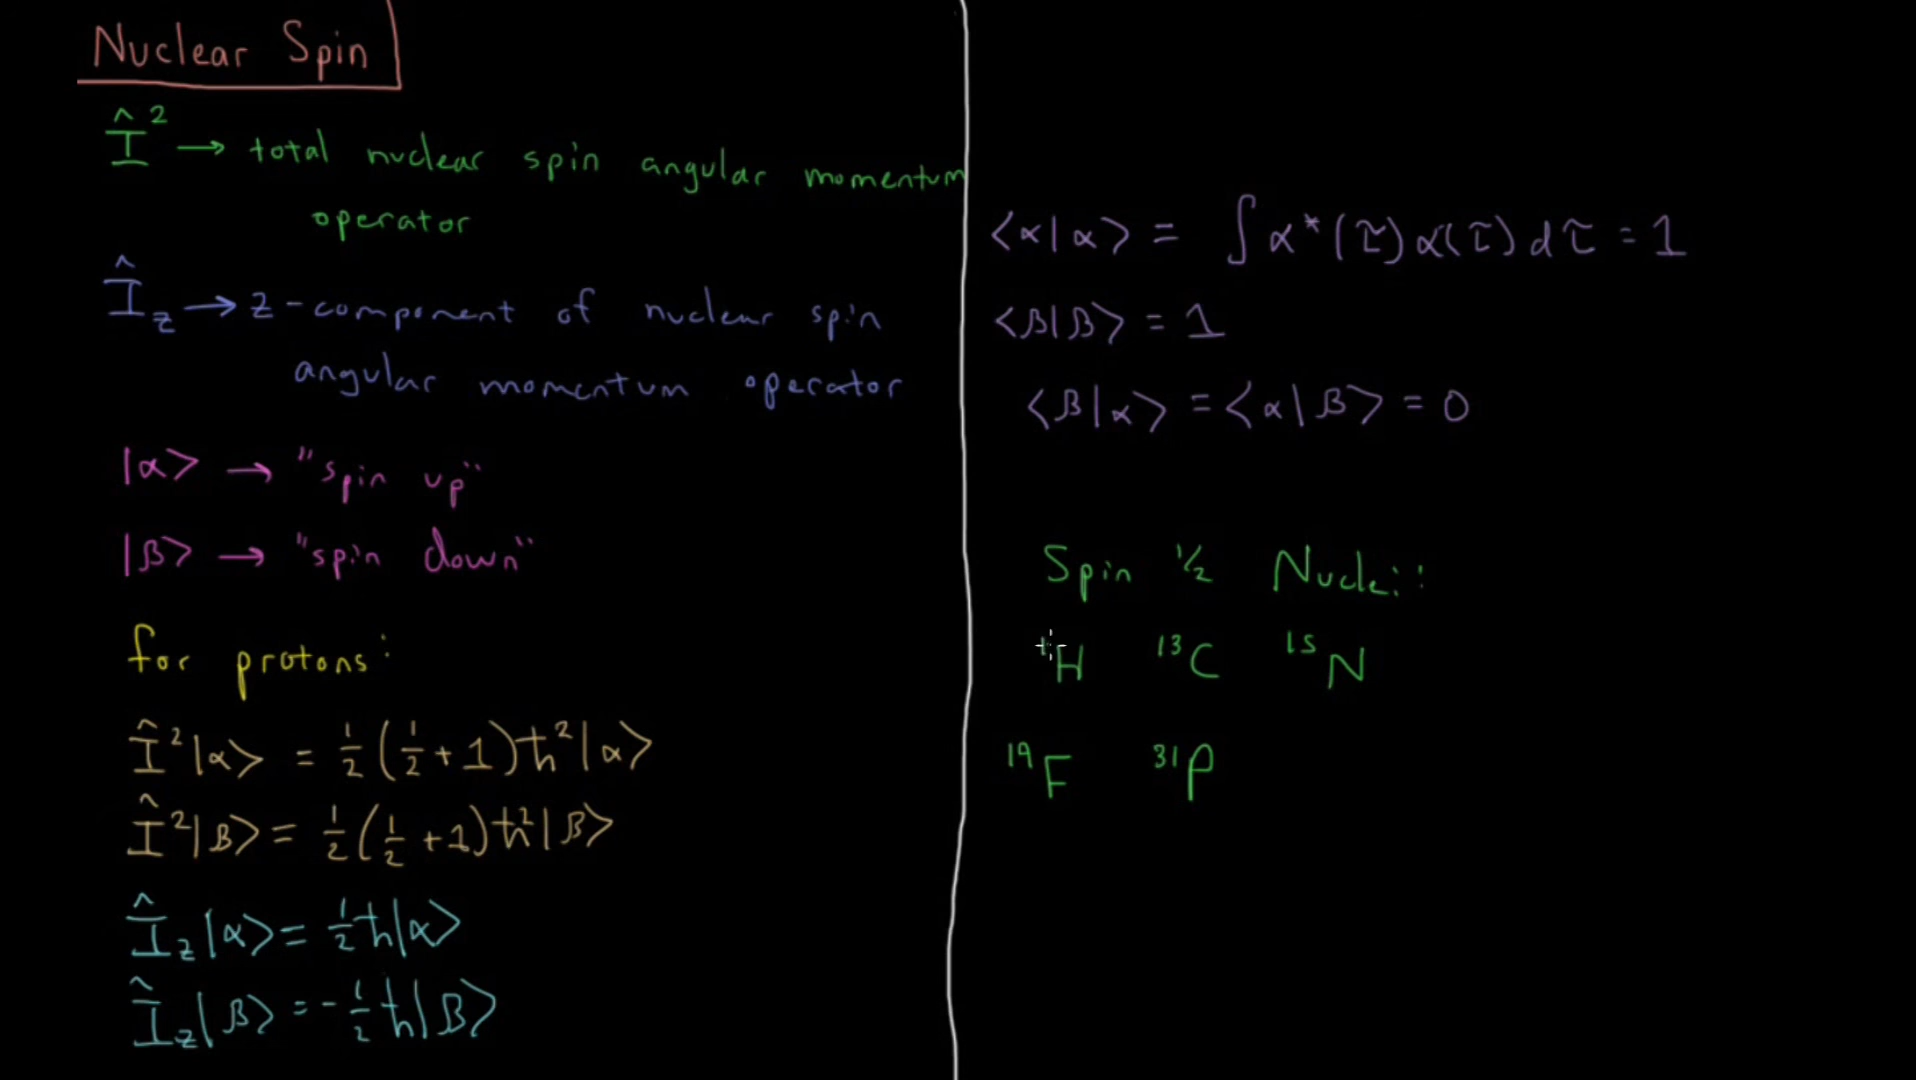 Nuclear Spin
Î² → total nuclear spin angular momentum
operator
Î_z → z-component of nuclear spin
angular momentum operator
|α> → "spin up"
|β> → "spin down"
for protons:
Î²|α> = 1/2 (1/2 + 1)ħ²|α>
Î²|β> = 1/2 (1/2 + 1)ħ²|β>
Î_z|α> = 1/2 ħ|α>
Î_z|β> = -1/2 ħ|β>
<α|α> = ∫ α*(τ) α(τ) dτ = 1
<β|β> = 1
<β|α> = <α|β> = 0
Spin 1/2 Nuclei:
¹H ¹³C ¹⁵N
¹⁹F ³¹P